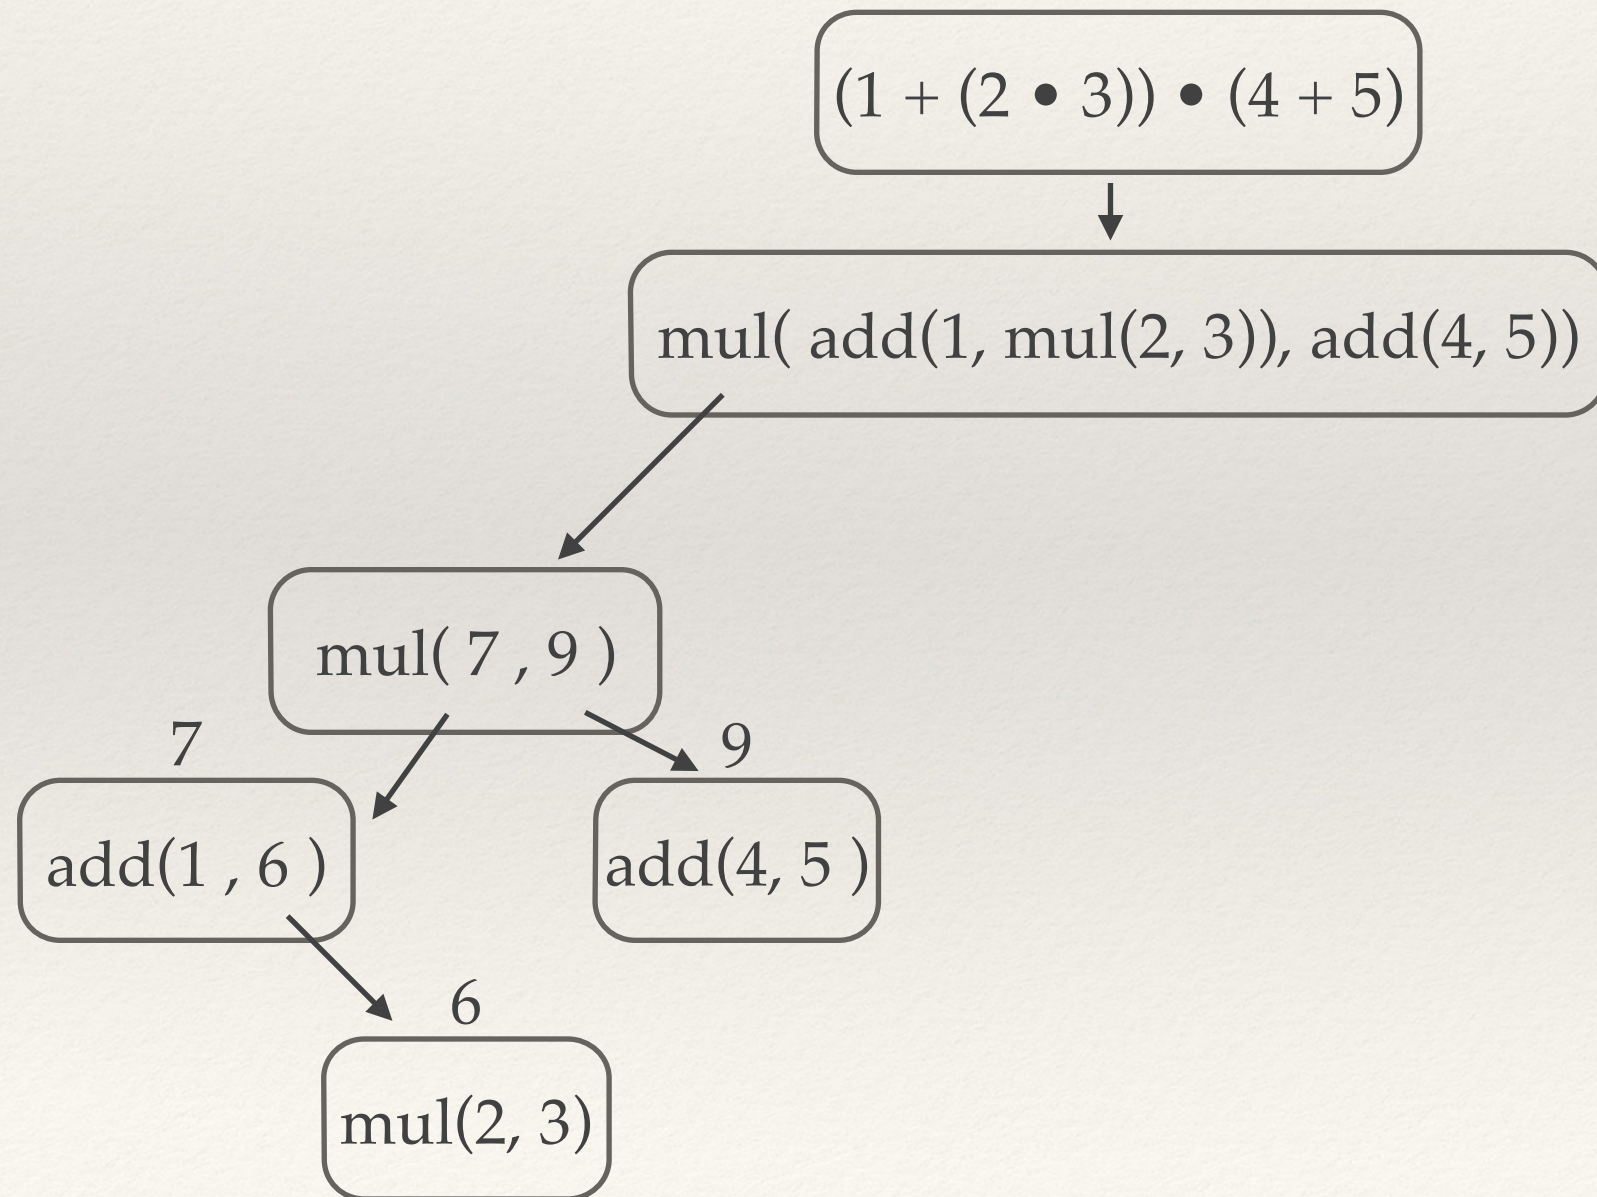 (1 + (2 • 3)) • (4 + 5)
mul( add(1, mul(2, 3)), add(4, 5))
mul( 7 , 9 )
7
9
add(1 , 6 )
add(4, 5 )
6
mul(2, 3)